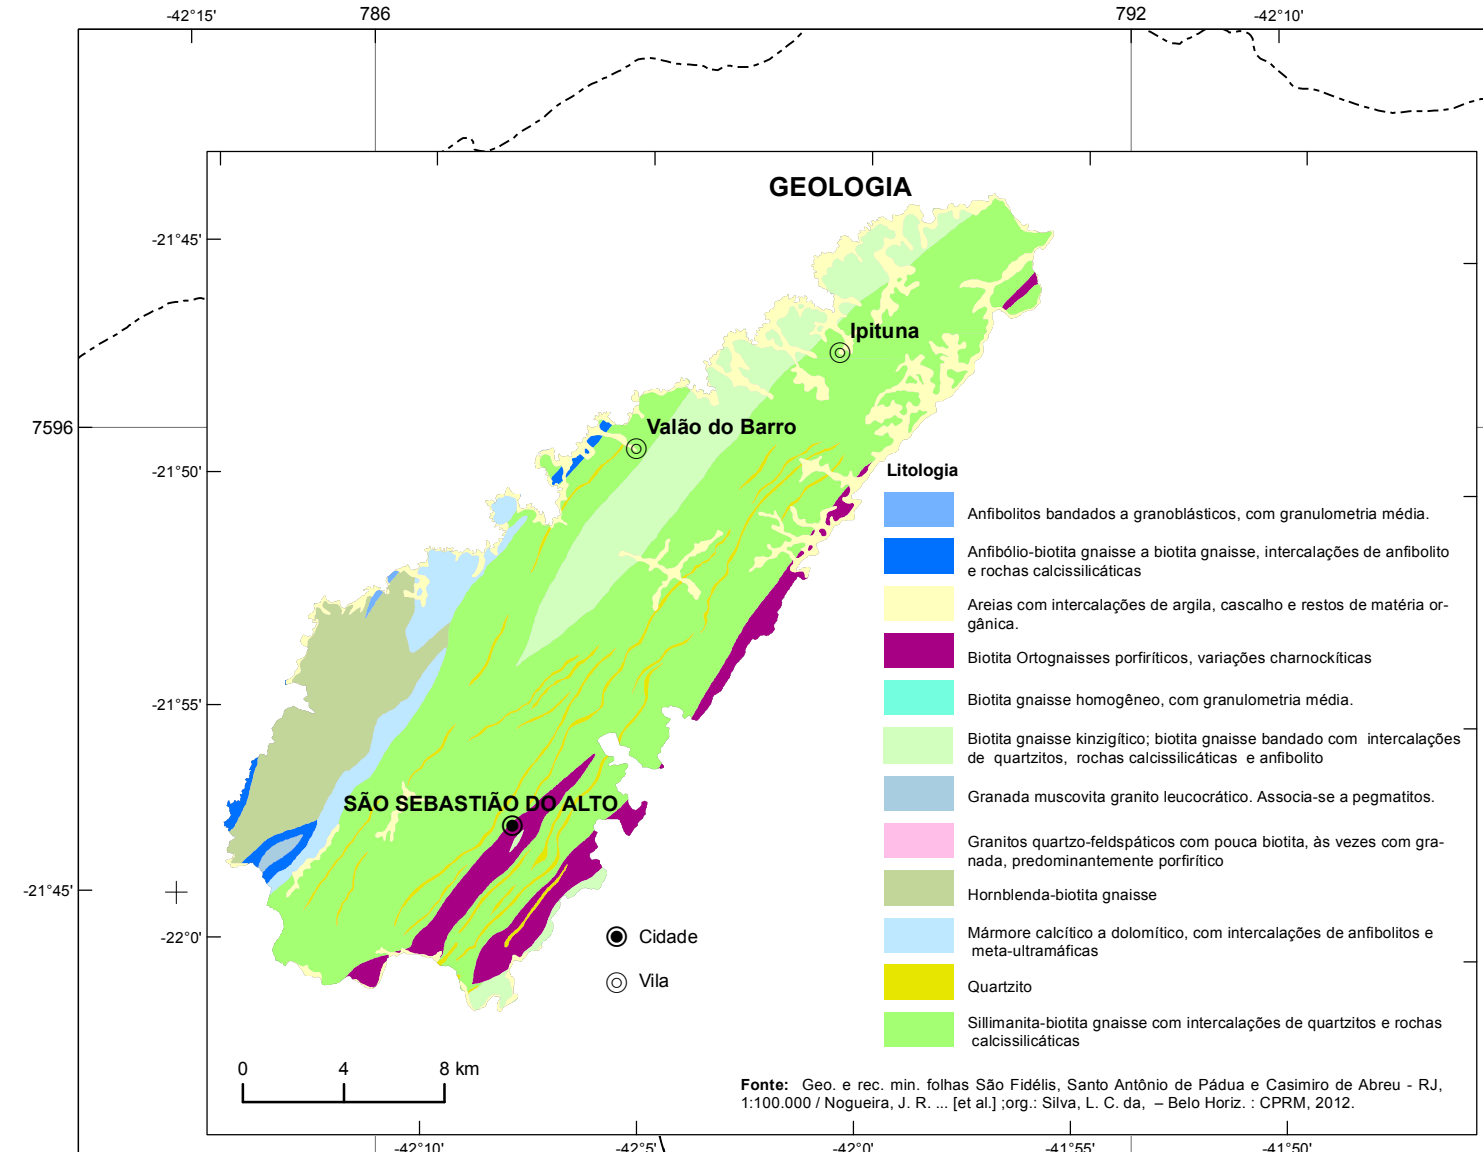 -42°15'
786
792
-42°10'
GEOLOGIA
-21°45'
Ipituna
7596
Valão do Barro
-21°50'
Litologia
Anfibolitos bandados a granoblásticos, com granulometria média.
Anfibólio-biotita gnaisse a biotita gnaisse, intercalações de anfibolito
e rochas calcissilicáticas
Areias com intercalações de argila, cascalho e restos de matéria or-
gânica.
Biotita Ortognaisses porfiríticos, variações charnockíticas
-21°55'
Biotita gnaisse homogêneo, com granulometria média.
Biotita gnaisse kinzigítico; biotita gnaisse bandado com intercalações
de quartzitos, rochas calcissilicáticas e anfibolito
Granada muscovita granito leucocrático. Associa-se a pegmatitos.
SÃO SEBASTIÃO DO ALTO
Granitos quartzo-feldspáticos com pouca biotita, às vezes com gra-
nada, predominantemente porfirítico
-21°45'
Hornblenda-biotita gnaisse
-22°0'
Cidade
Mármore calcítico a dolomítico, com intercalações de anfibolitos e
meta-ultramáficas
Vila
Quartzito
Sillimanita-biotita gnaisse com intercalações de quartzitos e rochas
calcissilicáticas
0 4 8 km
Fonte: Geo. e rec. min. folhas São Fidélis, Santo Antônio de Pádua e Casimiro de Abreu - RJ,
1:100.000 / Nogueira, J. R. ... [et al.] ;org.: Silva, L. C. da, – Belo Horiz. : CPRM, 2012.
-42°10'
-42°5'
-42°0'
-41°55'
-41°50'